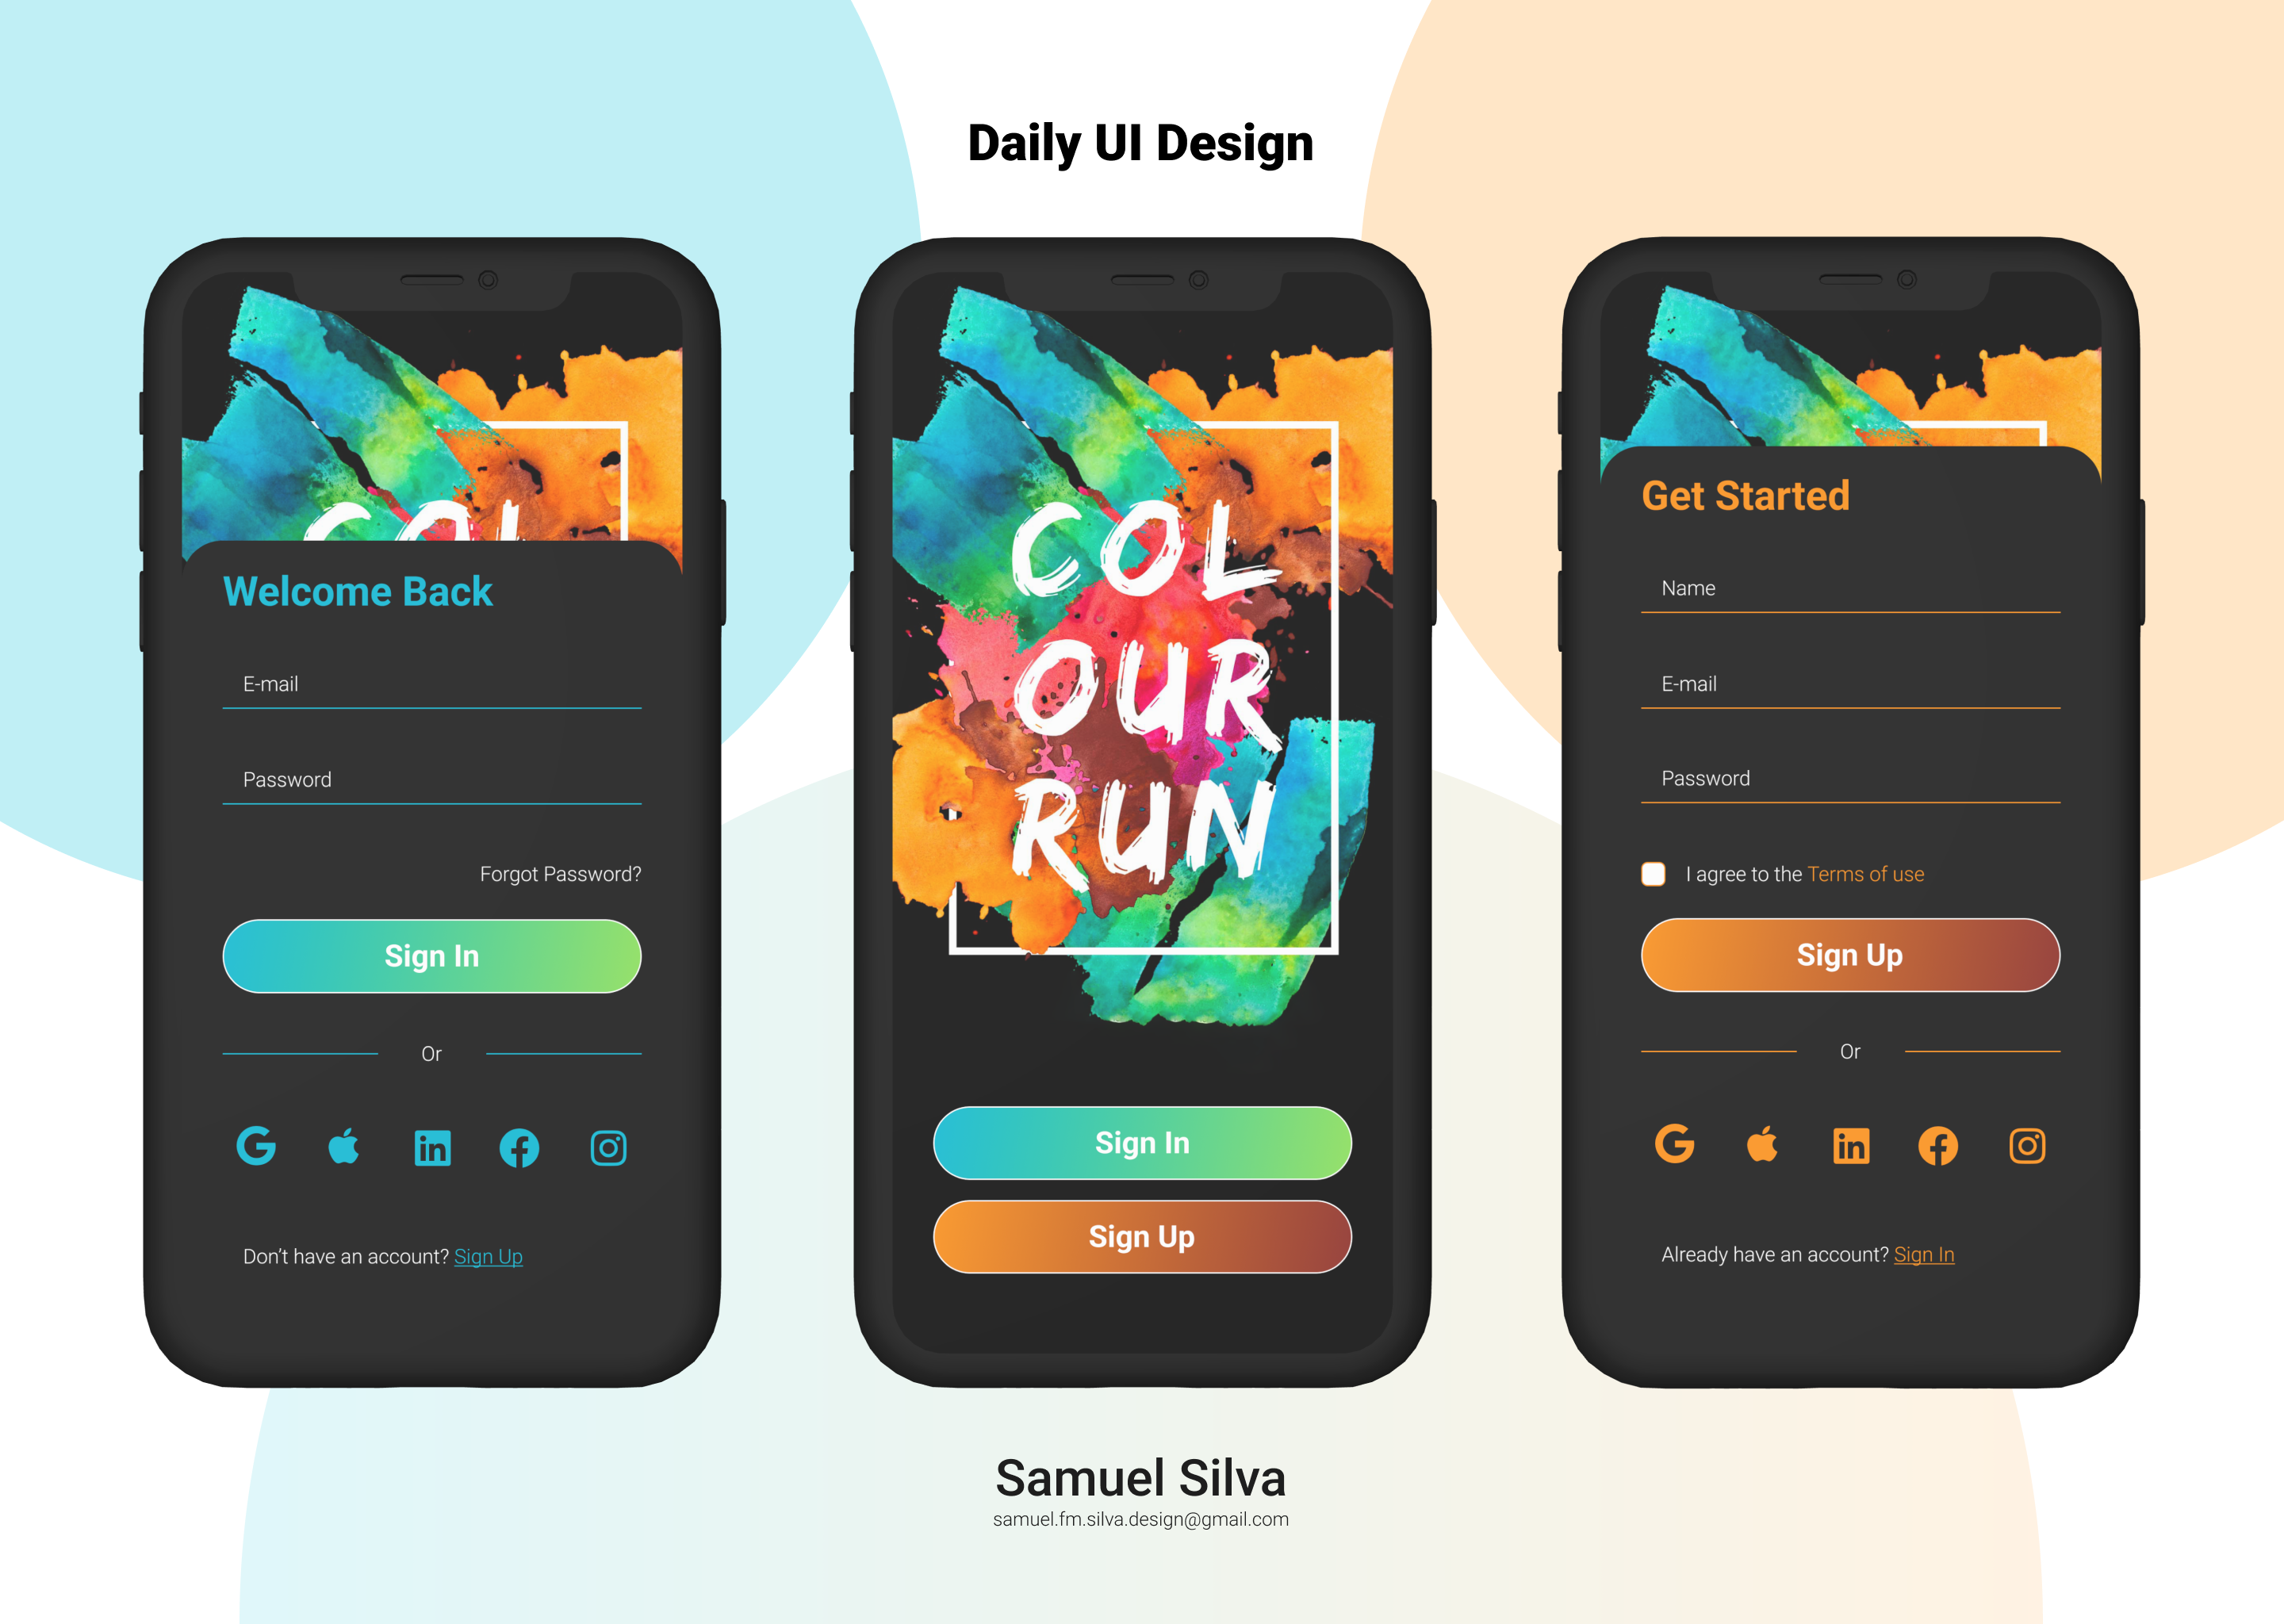 Daily UI Design
COL
Welcome Back
E-mail
Password
Forgot Password?
Sign In
Or
Don't have an account? Sign Up
COL
OUR
RUN
Sign In
Sign Up
Get Started
Name
E-mail
Password
I agree to the Terms of use
Sign Up
Or
Already have an account? Sign In
Samuel Silva
samuel.fm.silva.design@gmail.com